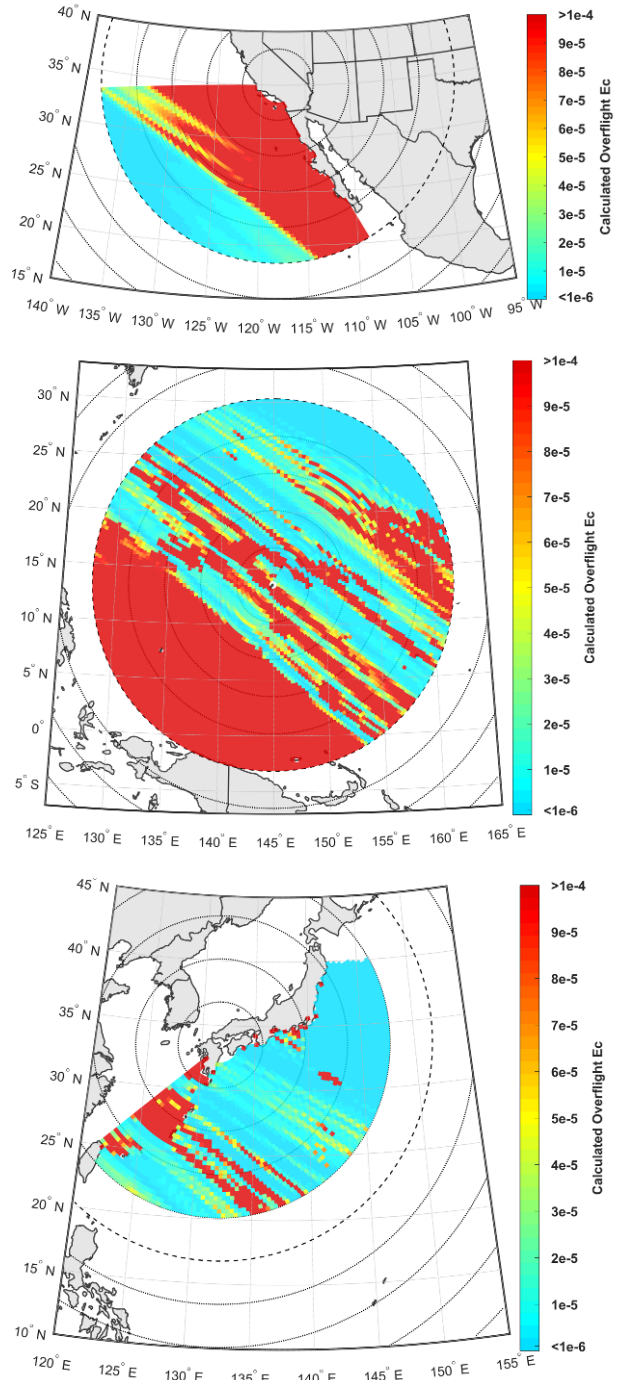 40° N
35° N
30° N
25° N
20° N
15° N
140° W 135° W 130° W 120° W 110° W 105° W 100° W 95° W
>1e-4
9e-5
8e-5
7e-5
6e-5
5e-5
4e-5
3e-5
2e-5
1e-5
<1e-6
Calculated Overflight Ec
30° N
25° N
20° N
15° N
10° N
5° N
0°
5° S
125° E 130° E 135° E 140° E 145° E 150° E 155° E 160° E 165° E
>1e-4
9e-5
8e-5
7e-5
6e-5
5e-5
4e-5
3e-5
2e-5
1e-5
<1e-6
Calculated Overflight Ec
45° N
40° N
35° N
30° N
25° N
20° N
15° N
10° N
120° E 125° E 130° E 135° E 140° E 145° E 150° E 155° E
>1e-4
9e-5
8e-5
7e-5
6e-5
5e-5
4e-5
3e-5
2e-5
1e-5
<1e-6
Calculated Overflight Ec